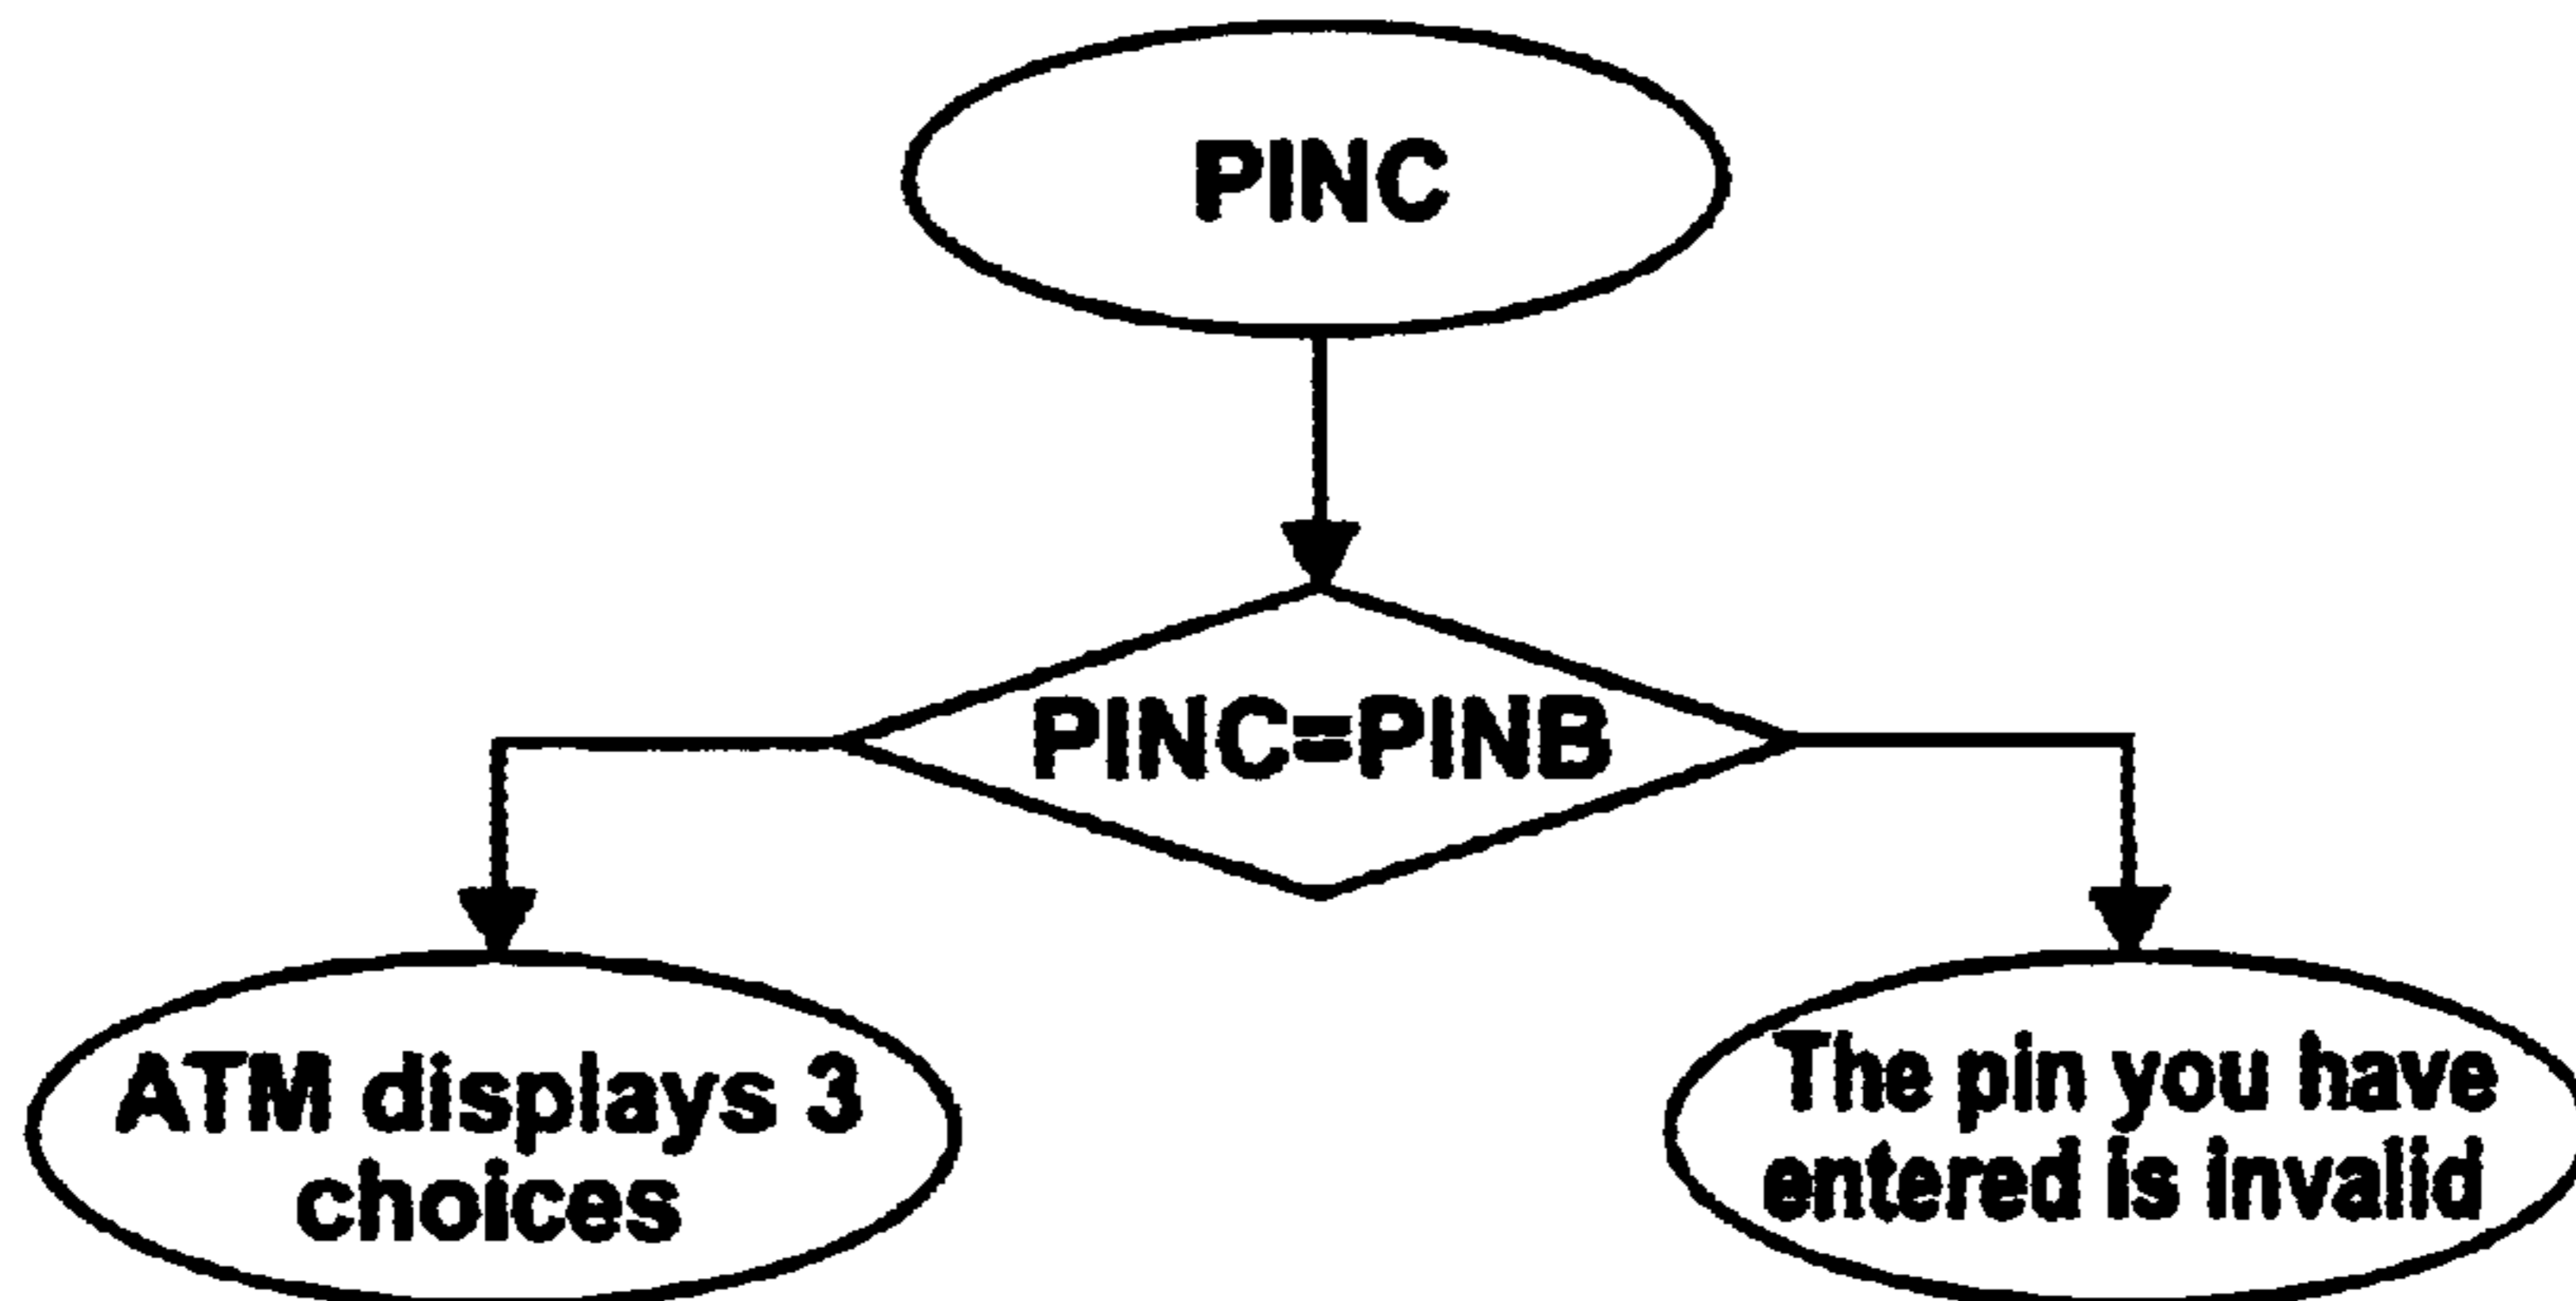 PINC
PINC=PINB
ATM displays 3
choices
The pin you have
entered is invalid